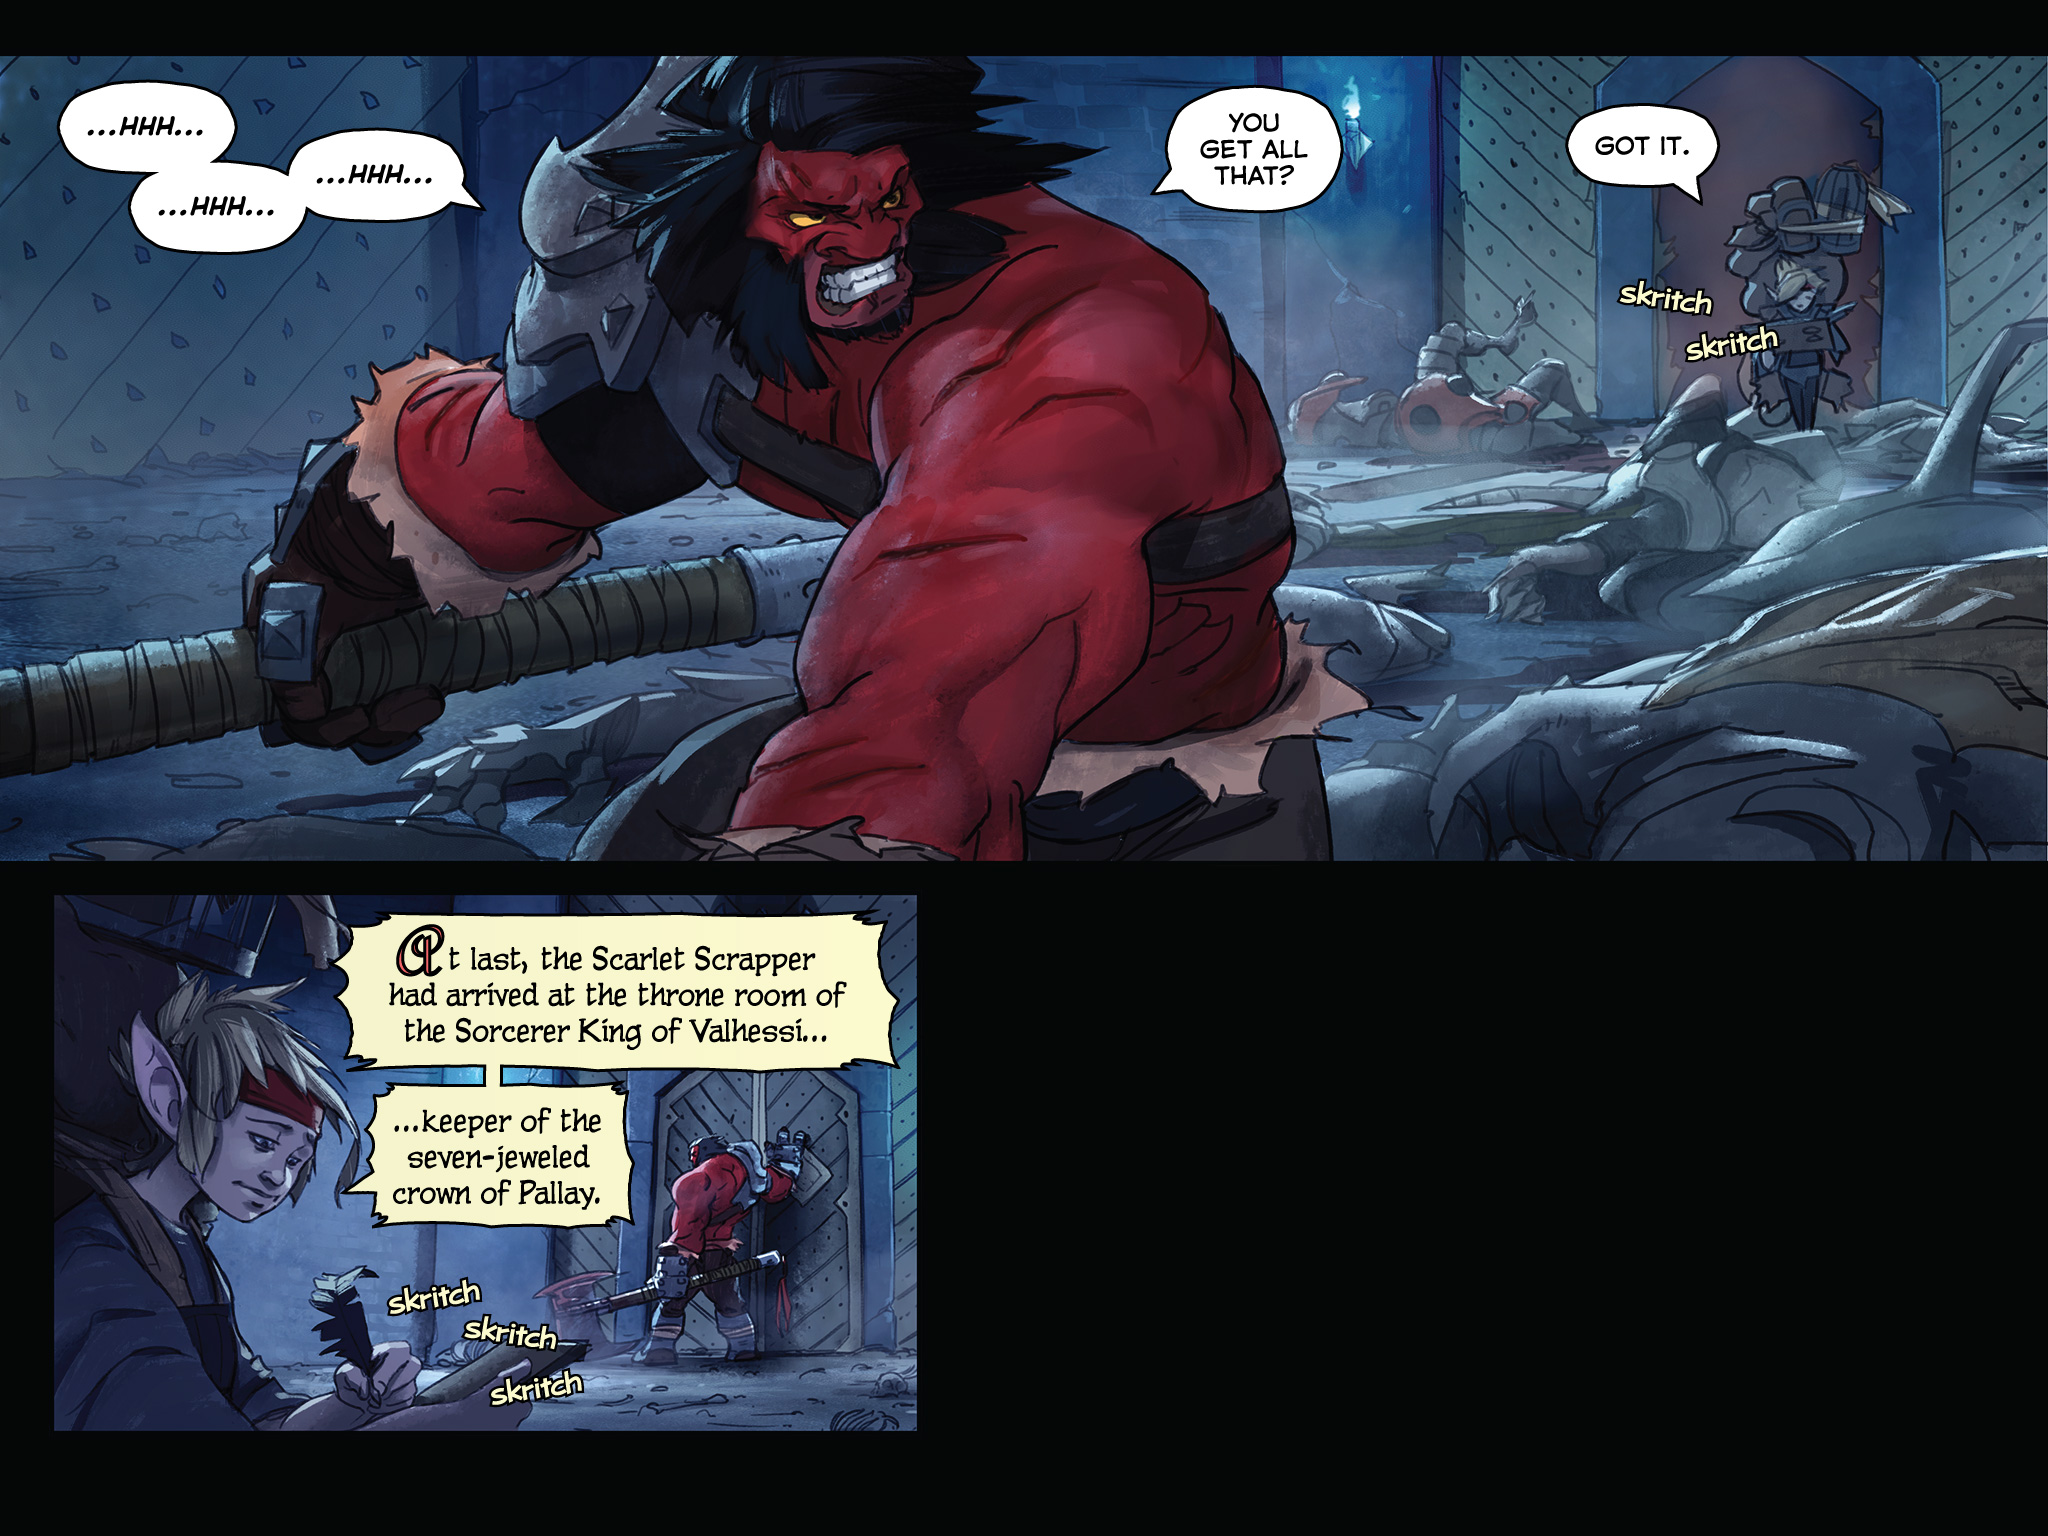 ...HHH...
...HHH...
...HHH...
YOU
GET ALL
THAT?
GOT IT.
skritch
skritch
At last, the Scarlet Scrapper
had arrived at the throne room of
the Sorcerer King of Valhessi...
...keeper of the
seven-jeweled
crown of Pallay.
skritch
skritch
skritch